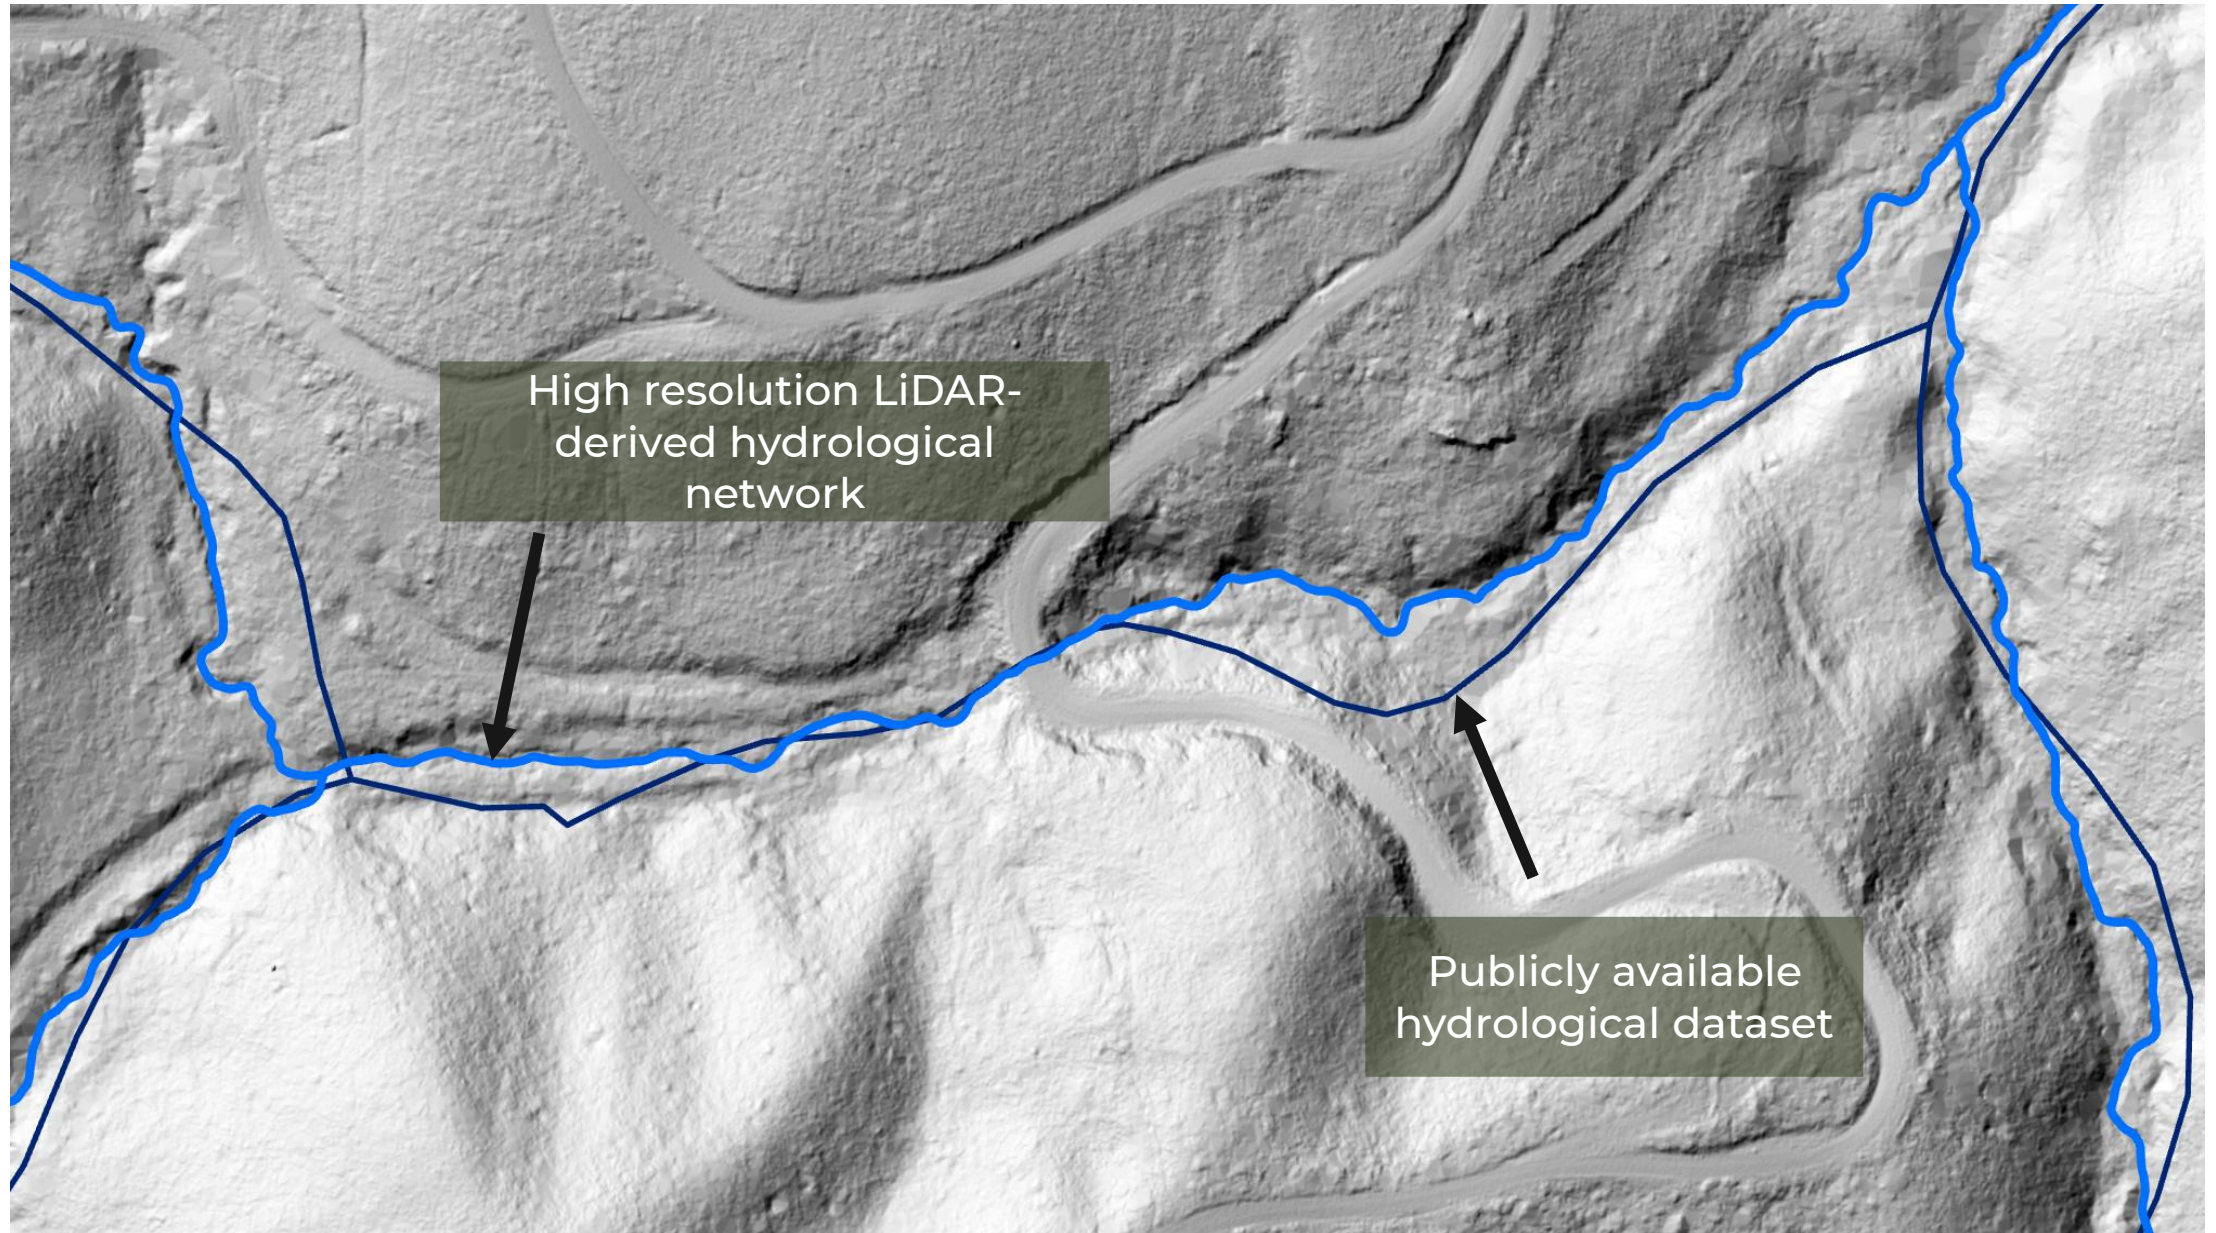 High resolution LiDAR-
derived hydrological
network
Publicly available
hydrological dataset